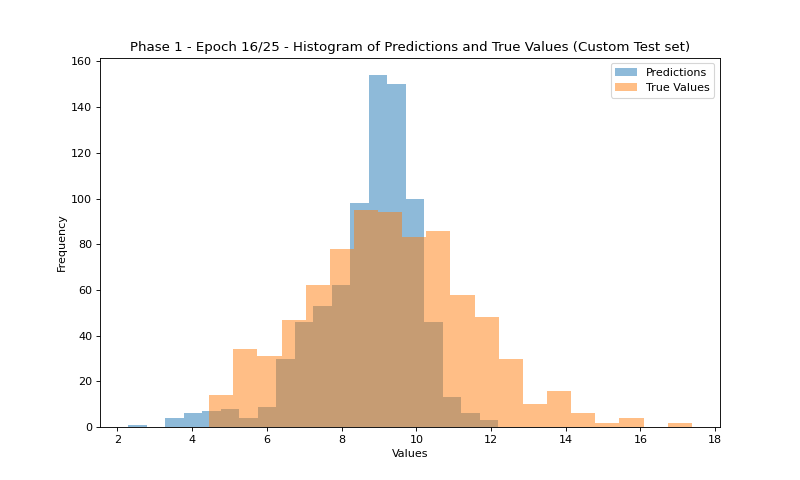 Phase 1 - Epoch 16/25 - Histogram of Predictions and True Values (Custom Test set)
Predictions
True Values
160
140
120
100
80
60
40
20
0
Frequency
2 4 6 8 10 12 14 16 18
Values